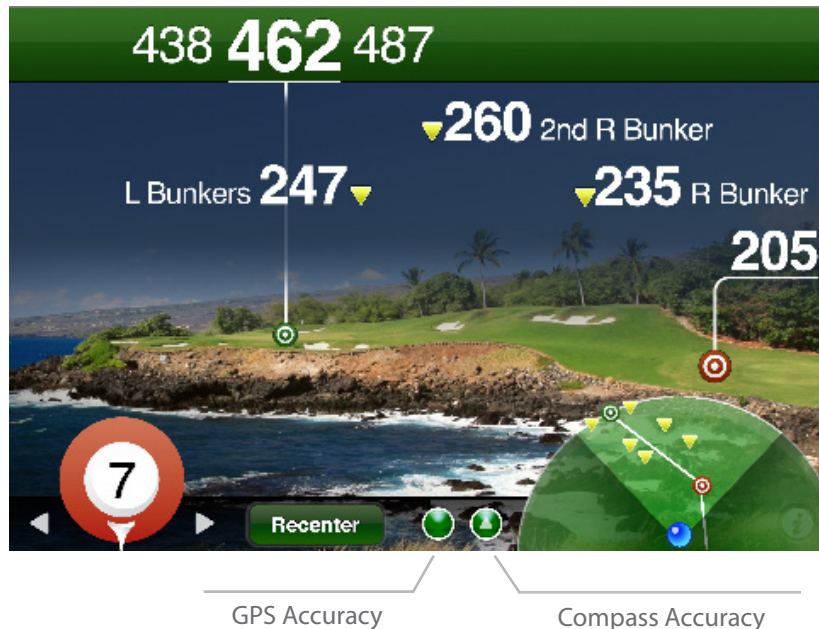 438 462 487
260 2nd R Bunker
L Bunkers 247
235 R Bunker
205
7
Recenter
i
GPS Accuracy
Compass Accuracy